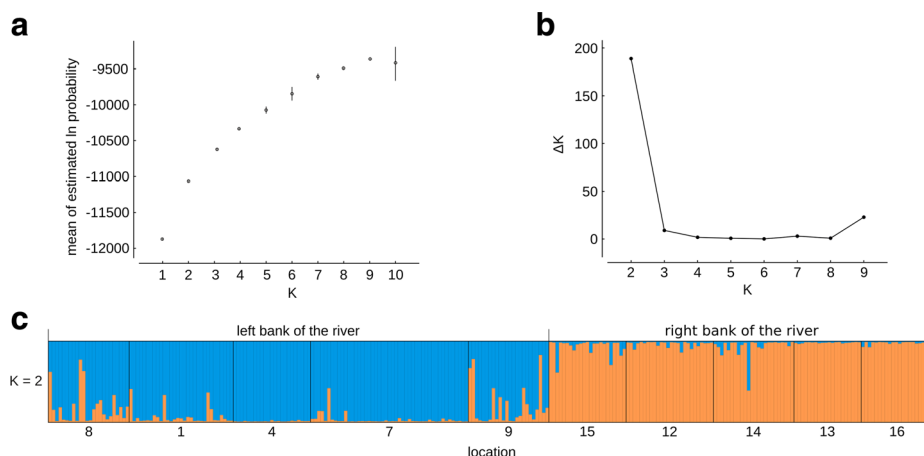 a
mean of estimated ln probability
-9500
-10000
-10500
-11000
-11500
-12000
1 2 3 4 5 6 7 8 9 10
K
b
ΔK
200
150
100
50
0
2 3 4 5 6 7 8 9
K
c
left bank of the river right bank of the river
K = 2
8 1 4 7 9 15 12 14 13 16
location